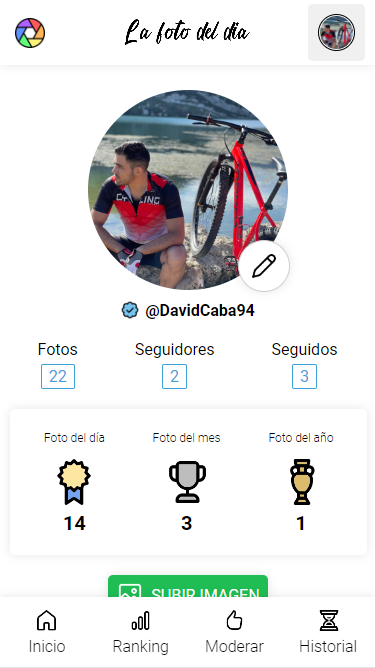 La foto del día
CYCLING
@DavidCaba94
Fotos Seguidores Seguidos
22 2 3
Foto del día Foto del mes Foto del año
14 3 1
SUBIR IMAGEN
Inicio Ranking Moderar Historial